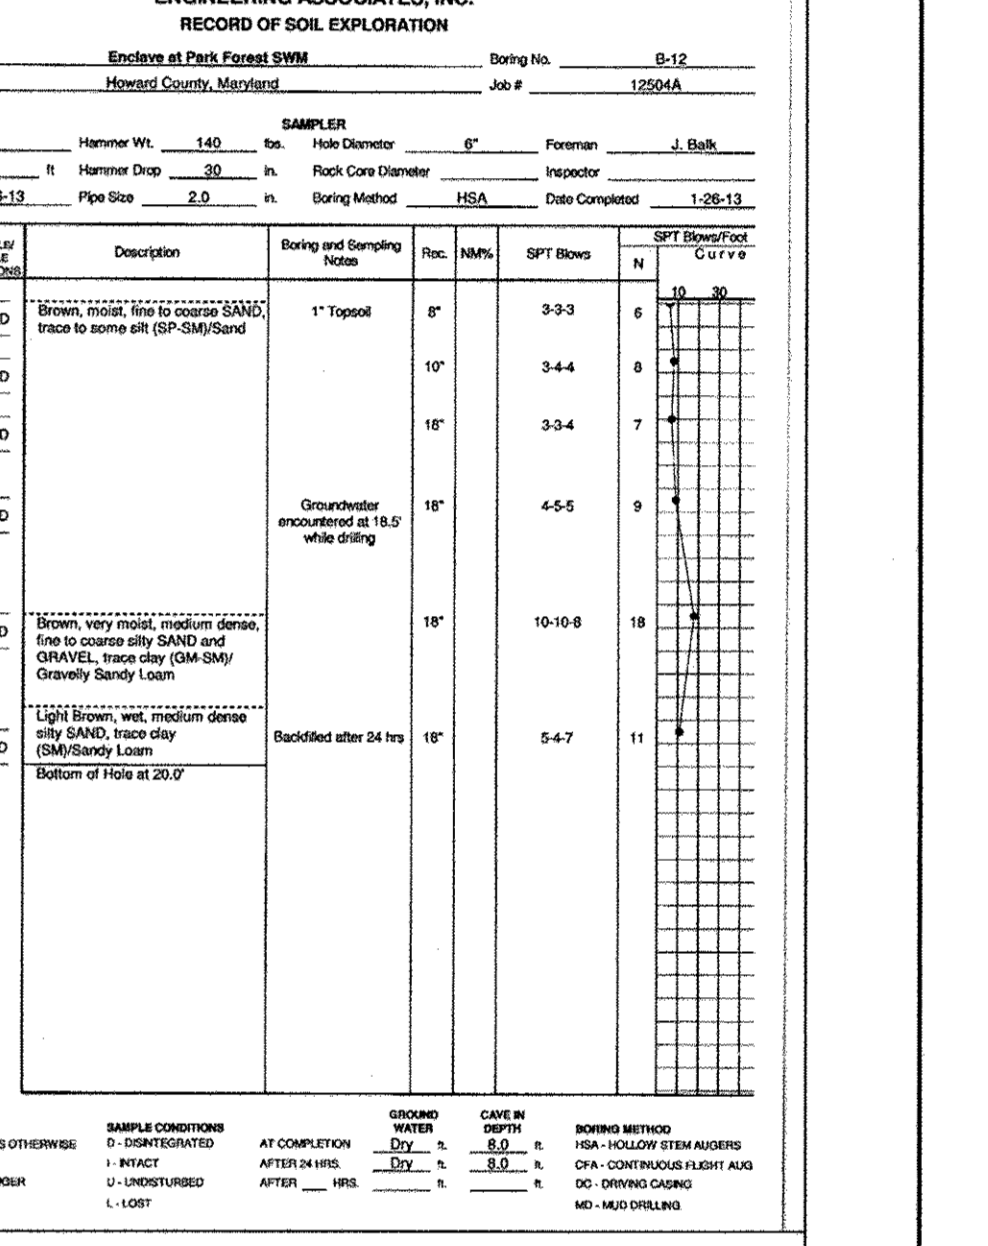 ENGINEERING ASSOCIATES, INC.
RECORD OF SOIL EXPLORATION
Enclave at Park Forest SWM Boring No. B-12
Howard County, Maryland Job # 12504A
SAMPLER
Hammer Wt. 140 lbs. Hole Diameter 6" Foreman J. Balk
ft Hammer Drop 30 in. Rock Core Diameter Inspector
-13 Pipe Size 2.0 in. Boring Method HSA Date Completed 1-26-13
Description Boring and Sampling Notes Rec. NM% SPT Blows N SPT Blows/Foot Curve
10 30
Brown, moist, fine to coarse SAND, 1" Topsoil 8" 3-3-3 6
D
trace to some silt (SP-SM)/Sand
D 10" 3-4-4 8
D 18" 3-3-4 7
D Groundwater 18" 4-5-5 9
encountered at 18.5'
while drilling
D Brown, very moist, medium dense, 18" 10-10-8 18
fine to coarse silty SAND and
GRAVEL, trace clay (GM-SM)/
Gravelly Sandy Loam
Light Brown, wet, medium dense
silty SAND, trace clay Backfilled after 24 hrs 18" 5-4-7 11
D (SM)/Sandy Loam
Bottom of Hole at 20.0'
GROUND WATER CAVE IN DEPTH
SAMPLE CONDITIONS BORING METHOD
S OTHERWISE D - DISINTEGRATED AT COMPLETION Dry ft. 8.0 ft. HSA - HOLLOW STEM AUGERS
I - INTACT AFTER 24 HRS. Dry ft. 8.0 ft. CFA - CONTINUOUS FLIGHT AUG
GER U - UNDISTURBED AFTER HRS. ft. ft. DC - DRIVING CASING
L - LOST MD - MUD DRILLING